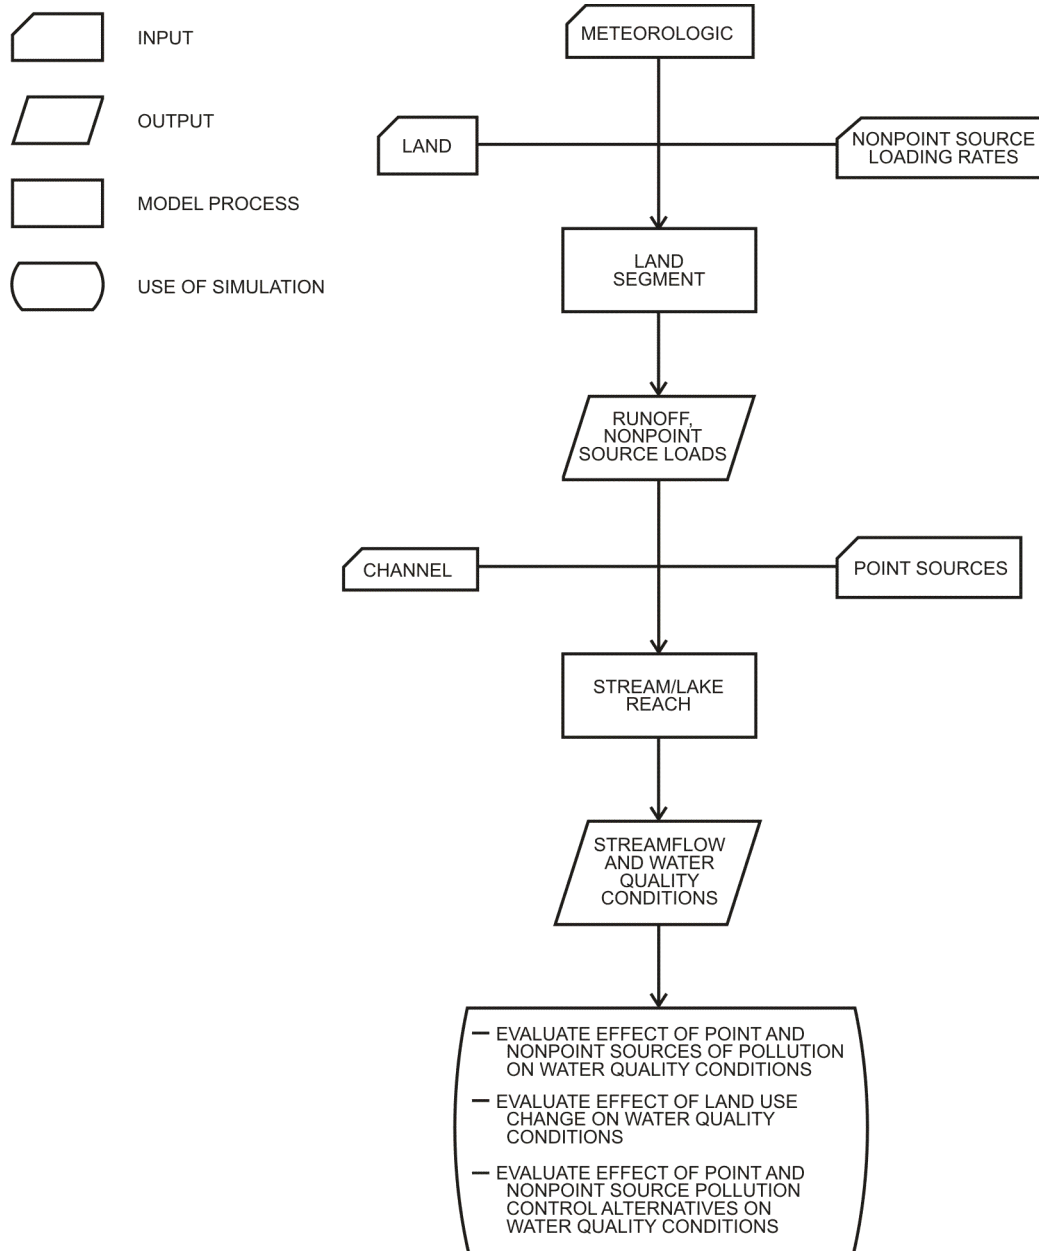 INPUT
OUTPUT
MODEL PROCESS
USE OF SIMULATION
METEOROLOGIC
LAND
NONPOINT SOURCE
LOADING RATES
LAND
SEGMENT
RUNOFF,
NONPOINT
SOURCE LOADS
CHANNEL
POINT SOURCES
STREAM/LAKE
REACH
STREAMFLOW
AND WATER
QUALITY
CONDITIONS
— EVALUATE EFFECT OF POINT AND
NONPOINT SOURCES OF POLLUTION
ON WATER QUALITY CONDITIONS
— EVALUATE EFFECT OF LAND USE
CHANGE ON WATER QUALITY
CONDITIONS
— EVALUATE EFFECT OF POINT AND
NONPOINT SOURCE POLLUTION
CONTROL ALTERNATIVES ON
WATER QUALITY CONDITIONS